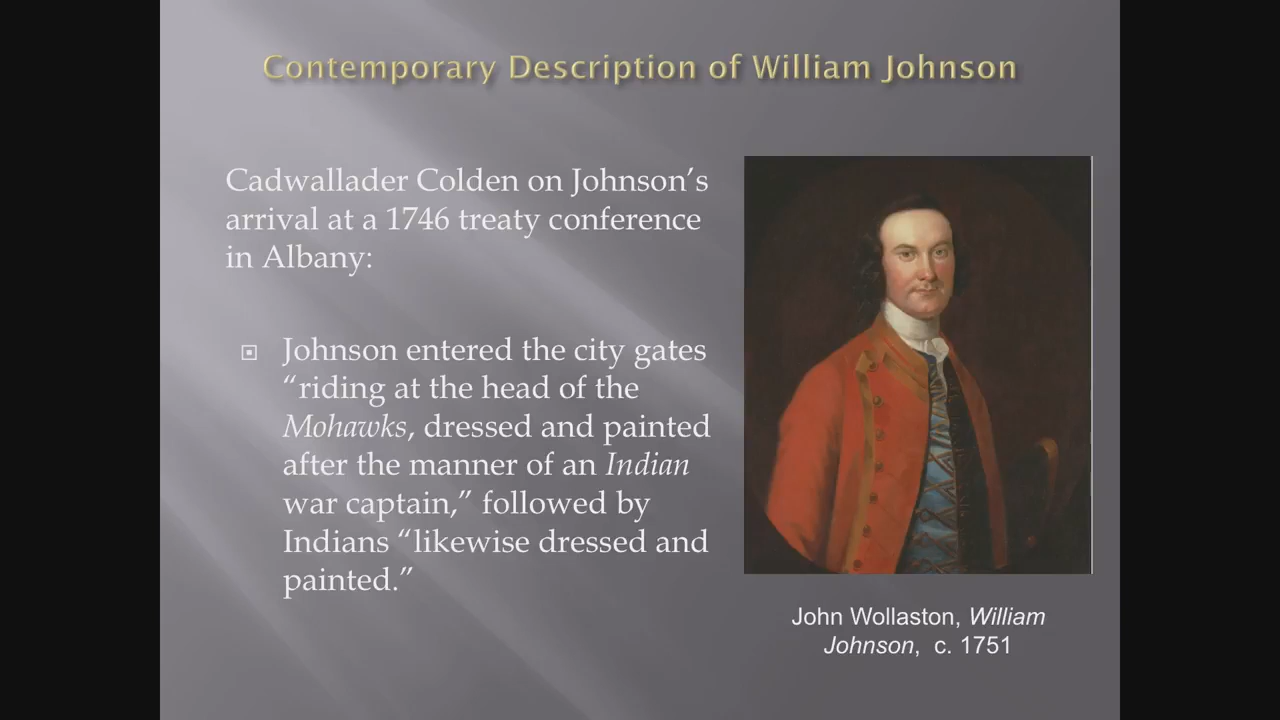 Contemporary Description of William Johnson
Cadwallader Colden on Johnson’s
arrival at a 1746 treaty conference
in Albany:
Johnson entered the city gates
“riding at the head of the
Mohawks, dressed and painted
after the manner of an Indian
war captain,” followed by
Indians “likewise dressed and
painted.”
John Wollaston, William
Johnson,  c. 1751